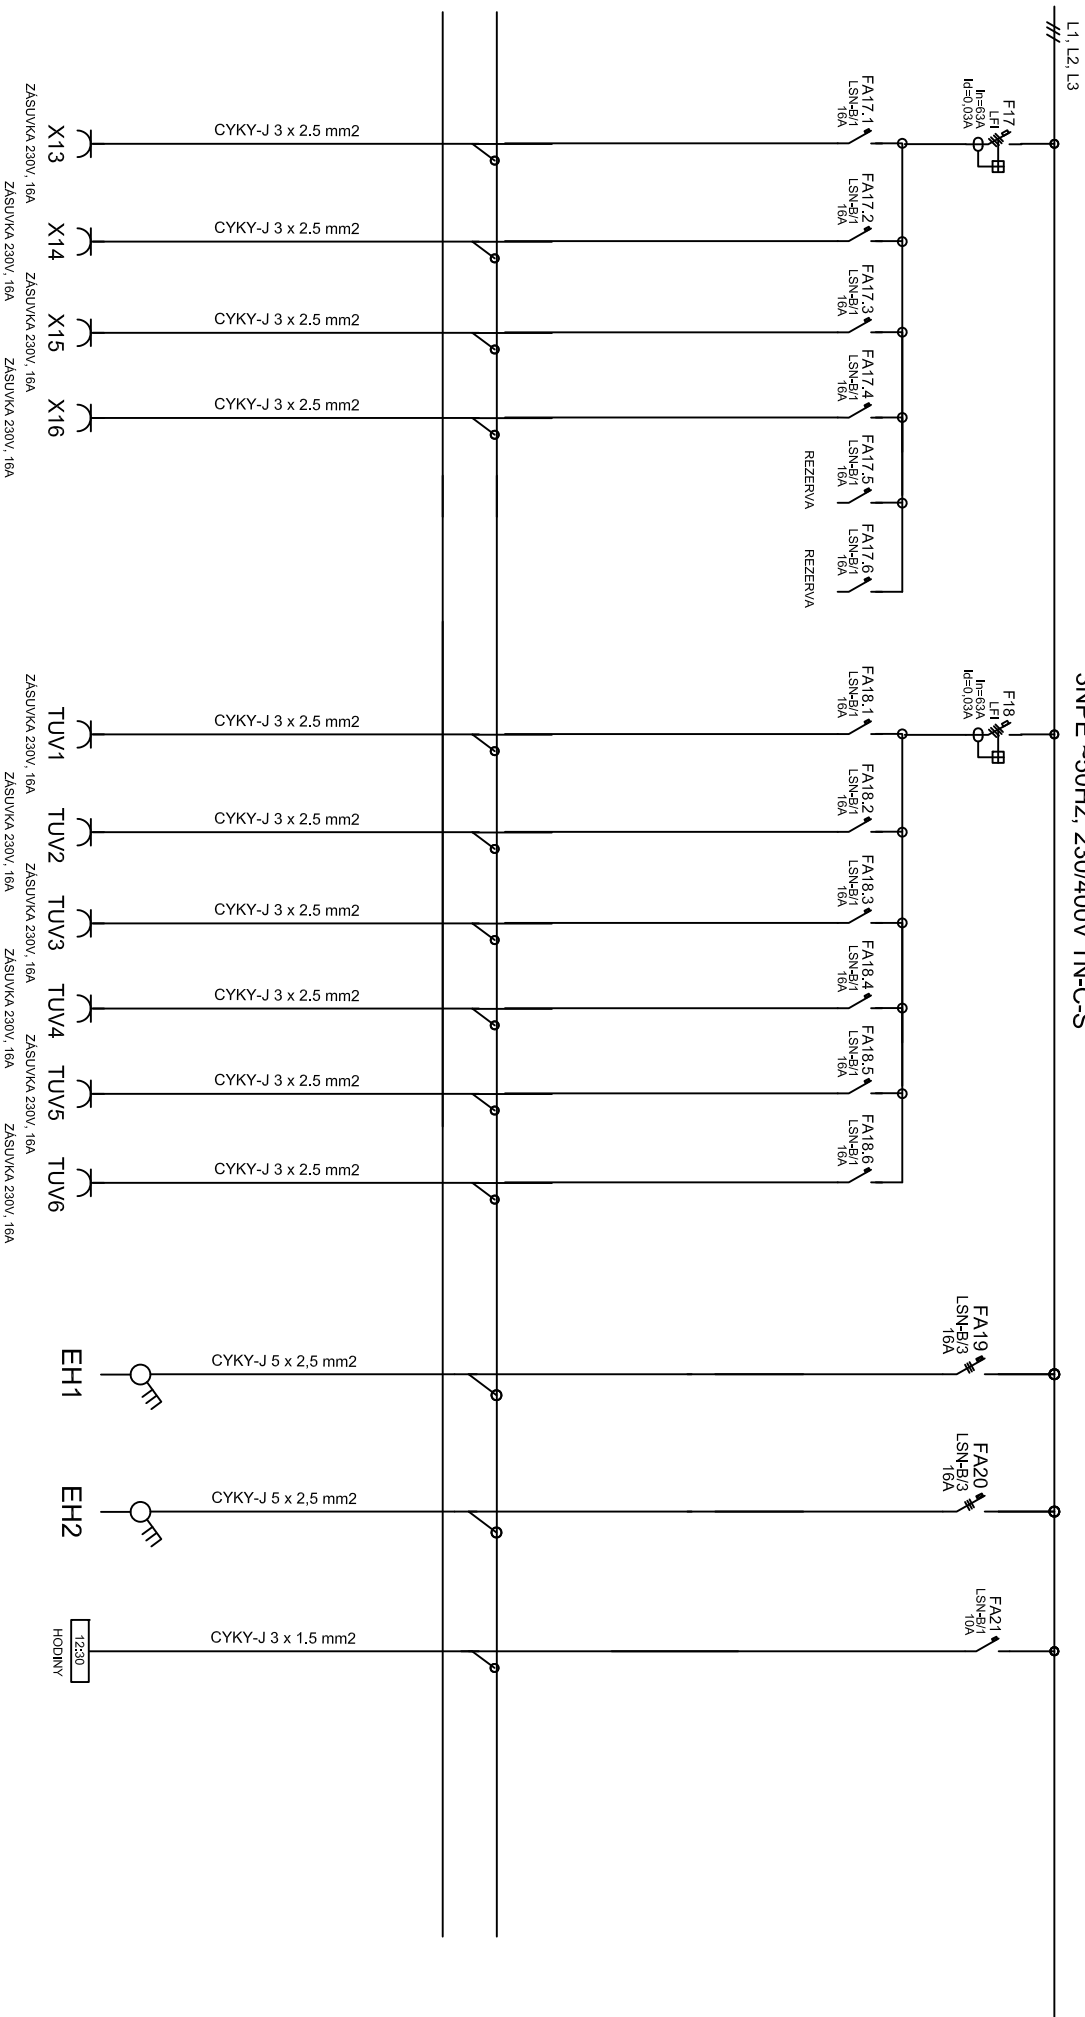 L1, L2, L3
3NPE ~50Hz, 230/400V TN-C-S
F17
LFI
In=63A
Id=0,03A
FA17.1
LSN-B/1
16A
FA17.2
LSN-B/1
16A
FA17.3
LSN-B/1
16A
FA17.4
LSN-B/1
16A
FA17.5
LSN-B/1
16A
REZERVA
FA17.6
LSN-B/1
16A
REZERVA
CYKY-J 3 x 2.5 mm2
CYKY-J 3 x 2.5 mm2
CYKY-J 3 x 2.5 mm2
CYKY-J 3 x 2.5 mm2
X13
ZÁSUVKA 230V, 16A
X14
ZÁSUVKA 230V, 16A
X15
ZÁSUVKA 230V, 16A
X16
ZÁSUVKA 230V, 16A
F18
LFI
In=63A
Id=0,03A
FA18.1
LSN-B/1
16A
FA18.2
LSN-B/1
16A
FA18.3
LSN-B/1
16A
FA18.4
LSN-B/1
16A
FA18.5
LSN-B/1
16A
FA18.6
LSN-B/1
16A
CYKY-J 3 x 2.5 mm2
CYKY-J 3 x 2.5 mm2
CYKY-J 3 x 2.5 mm2
CYKY-J 3 x 2.5 mm2
CYKY-J 3 x 2.5 mm2
CYKY-J 3 x 2.5 mm2
TUV1
ZÁSUVKA 230V, 16A
TUV2
ZÁSUVKA 230V, 16A
TUV3
ZÁSUVKA 230V, 16A
TUV4
ZÁSUVKA 230V, 16A
TUV5
ZÁSUVKA 230V, 16A
TUV6
ZÁSUVKA 230V, 16A
FA19
LSN-B/3
16A
CYKY-J 5 x 2,5 mm2
EH1
FA20
LSN-B/3
16A
CYKY-J 5 x 2,5 mm2
EH2
FA21
LSN-B/1
10A
CYKY-J 3 x 1.5 mm2
12:30
HODINY